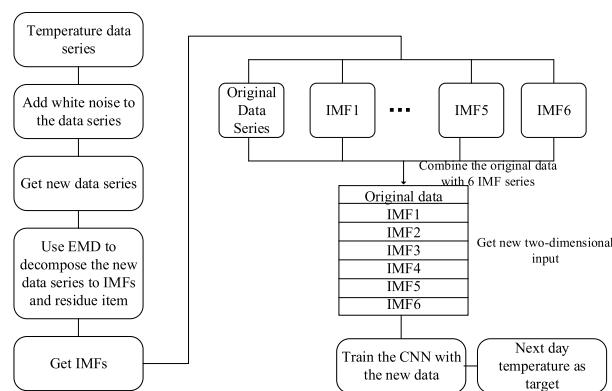 Temperature data
series
Add white noise to
the data series
Get new data series
Use EMD to
decompose the new
data series to IMFs
and residue item
Get IMFs
Original
Data
Series
IMF1
...
IMF5
IMF6
Combine the original data
with 6 IMF series
Original data
IMF1
IMF2
IMF3
IMF4
IMF5
IMF6
Get new two-dimensional
input
Train the CNN with
the new data
Next day
temperature as
target